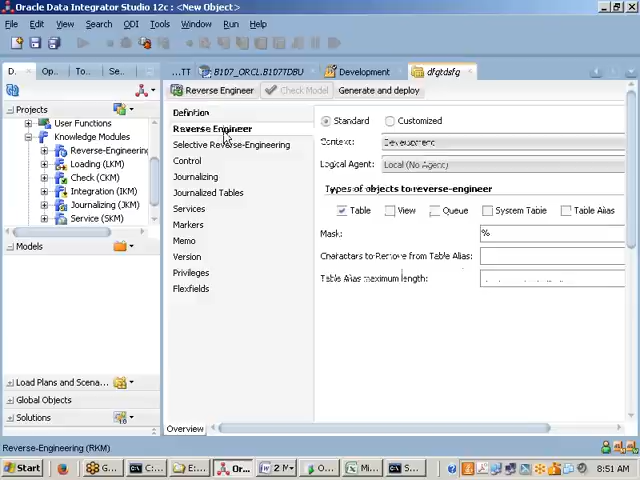 Oracle Data Integrator Studio 12c : <New Object>
File Edit View Search ODI Tools Window Run Help
D. Op... To... Se...
...TT B107_ORCL.B107TDBU Development dfgtdsfg
Reverse Engineer Check Model Generate and deploy
Projects
User Functions
Knowledge Modules
Reverse-Engineering
Loading (LKM)
Check (CKM)
Integration (IKM)
Journalizing (JKM)
Service (SKM)
Models
Load Plans and Scena...
Global Objects
Solutions
Definition
Reverse Engineer
Selective Reverse-Engineering
Control
Journalizing
Journalized Tables
Services
Markers
Memo
Version
Privileges
Flexfields
Standard Customized
Context: Development
Logical Agent: Local (No Agent)
Types of objects to reverse-engineer
Table View Queue System Table Table Alias
Mask: %
Characters to Remove from Table Alias:
Table Alias maximum length:
Overview
Reverse-Engineering (RKM)
Start G... C:... E:... Or... 2 M O... Mi... S... 8:51 AM